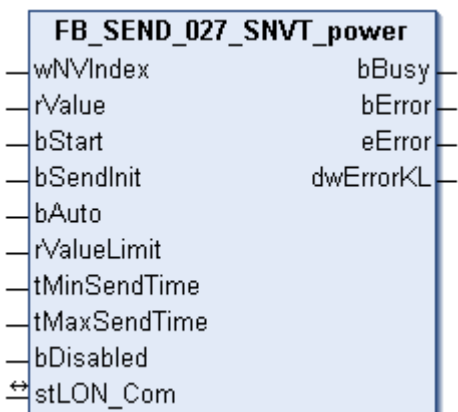 FB_SEND_027_SNVT_power
wNVIndex bBusy
rValue bError
bStart eError
bSendInit dwErrorKL
bAuto
rValueLimit
tMinSendTime
tMaxSendTime
bDisabled
stLON_Com